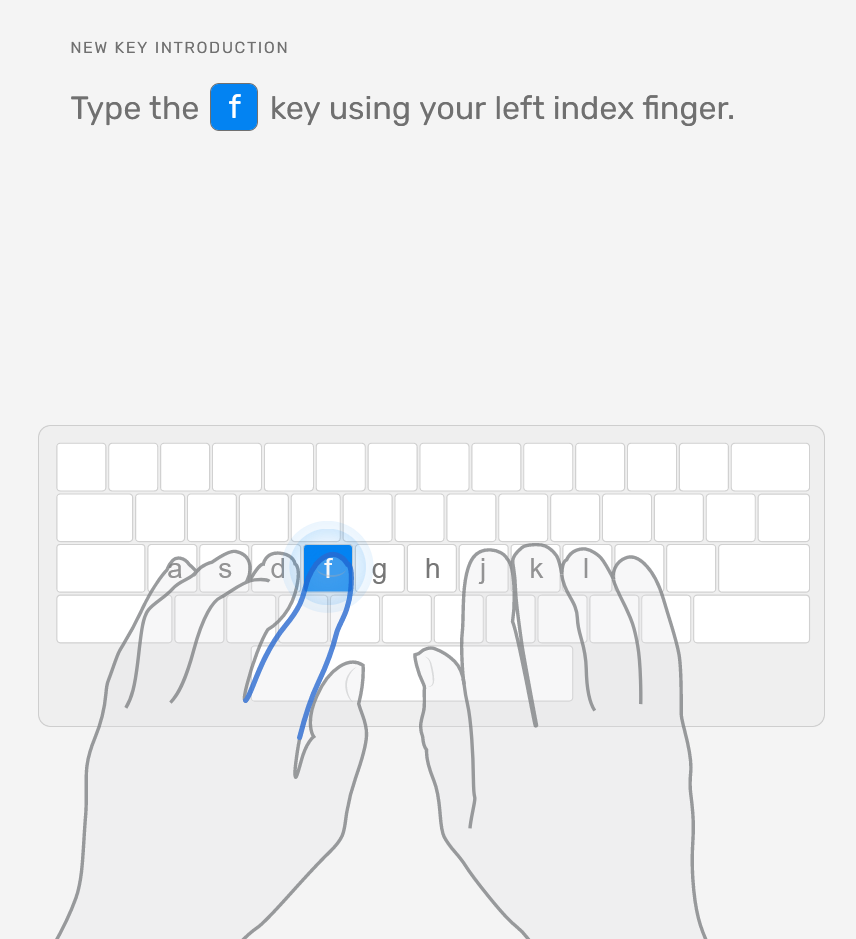 NEW KEY INTRODUCTION
Type the f key using your left index finger.
a s d f g h j k l